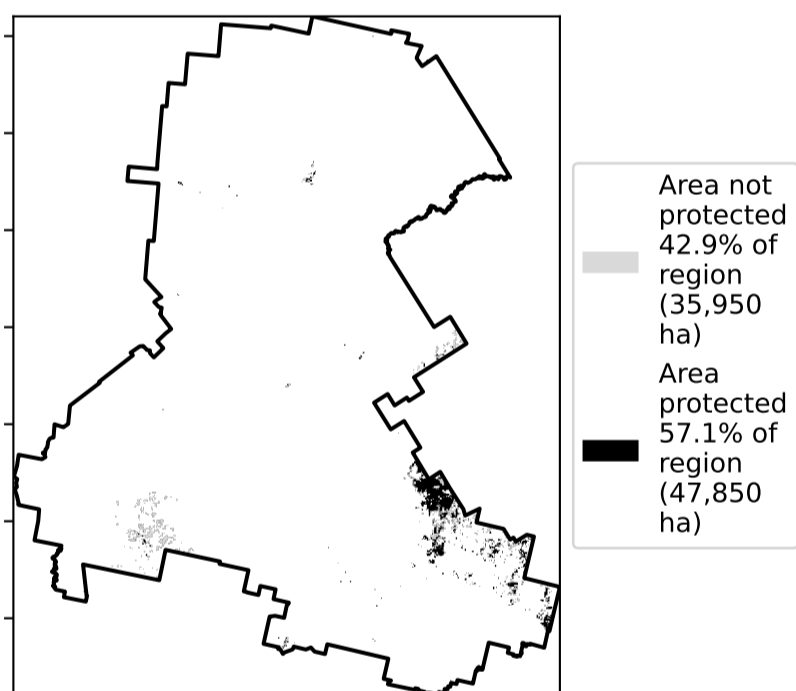 Area not
protected
42.9% of
region
(35,950
ha)
Area
protected
57.1% of
region
(47,850
ha)